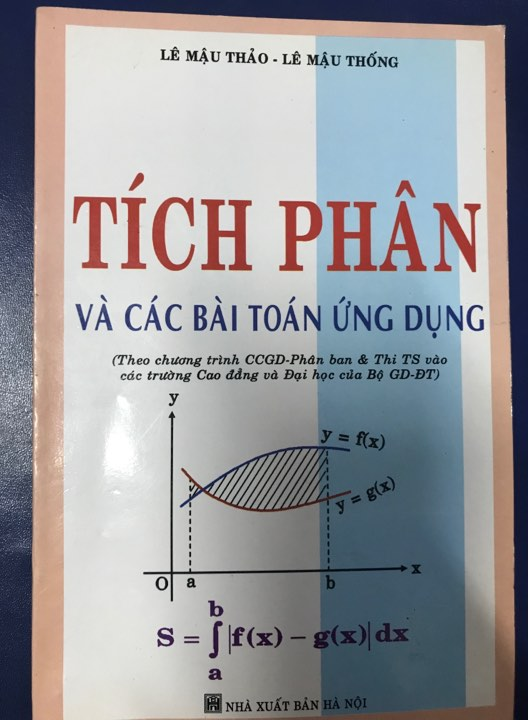 LÊ MẬU THẢO - LÊ MẬU THỐNG
TÍCH PHÂN
VÀ CÁC BÀI TOÁN ỨNG DỤNG
(Theo chương trình CCGD-Phân ban & Thi TS vào
các trường Cao đẳng và Đại học của Bộ GD-ĐT)
y
y = f(x)
y = g(x)
O a b x
b
S = ∫|f(x) – g(x)|dx
a
NHÀ XUẤT BẢN HÀ NỘI